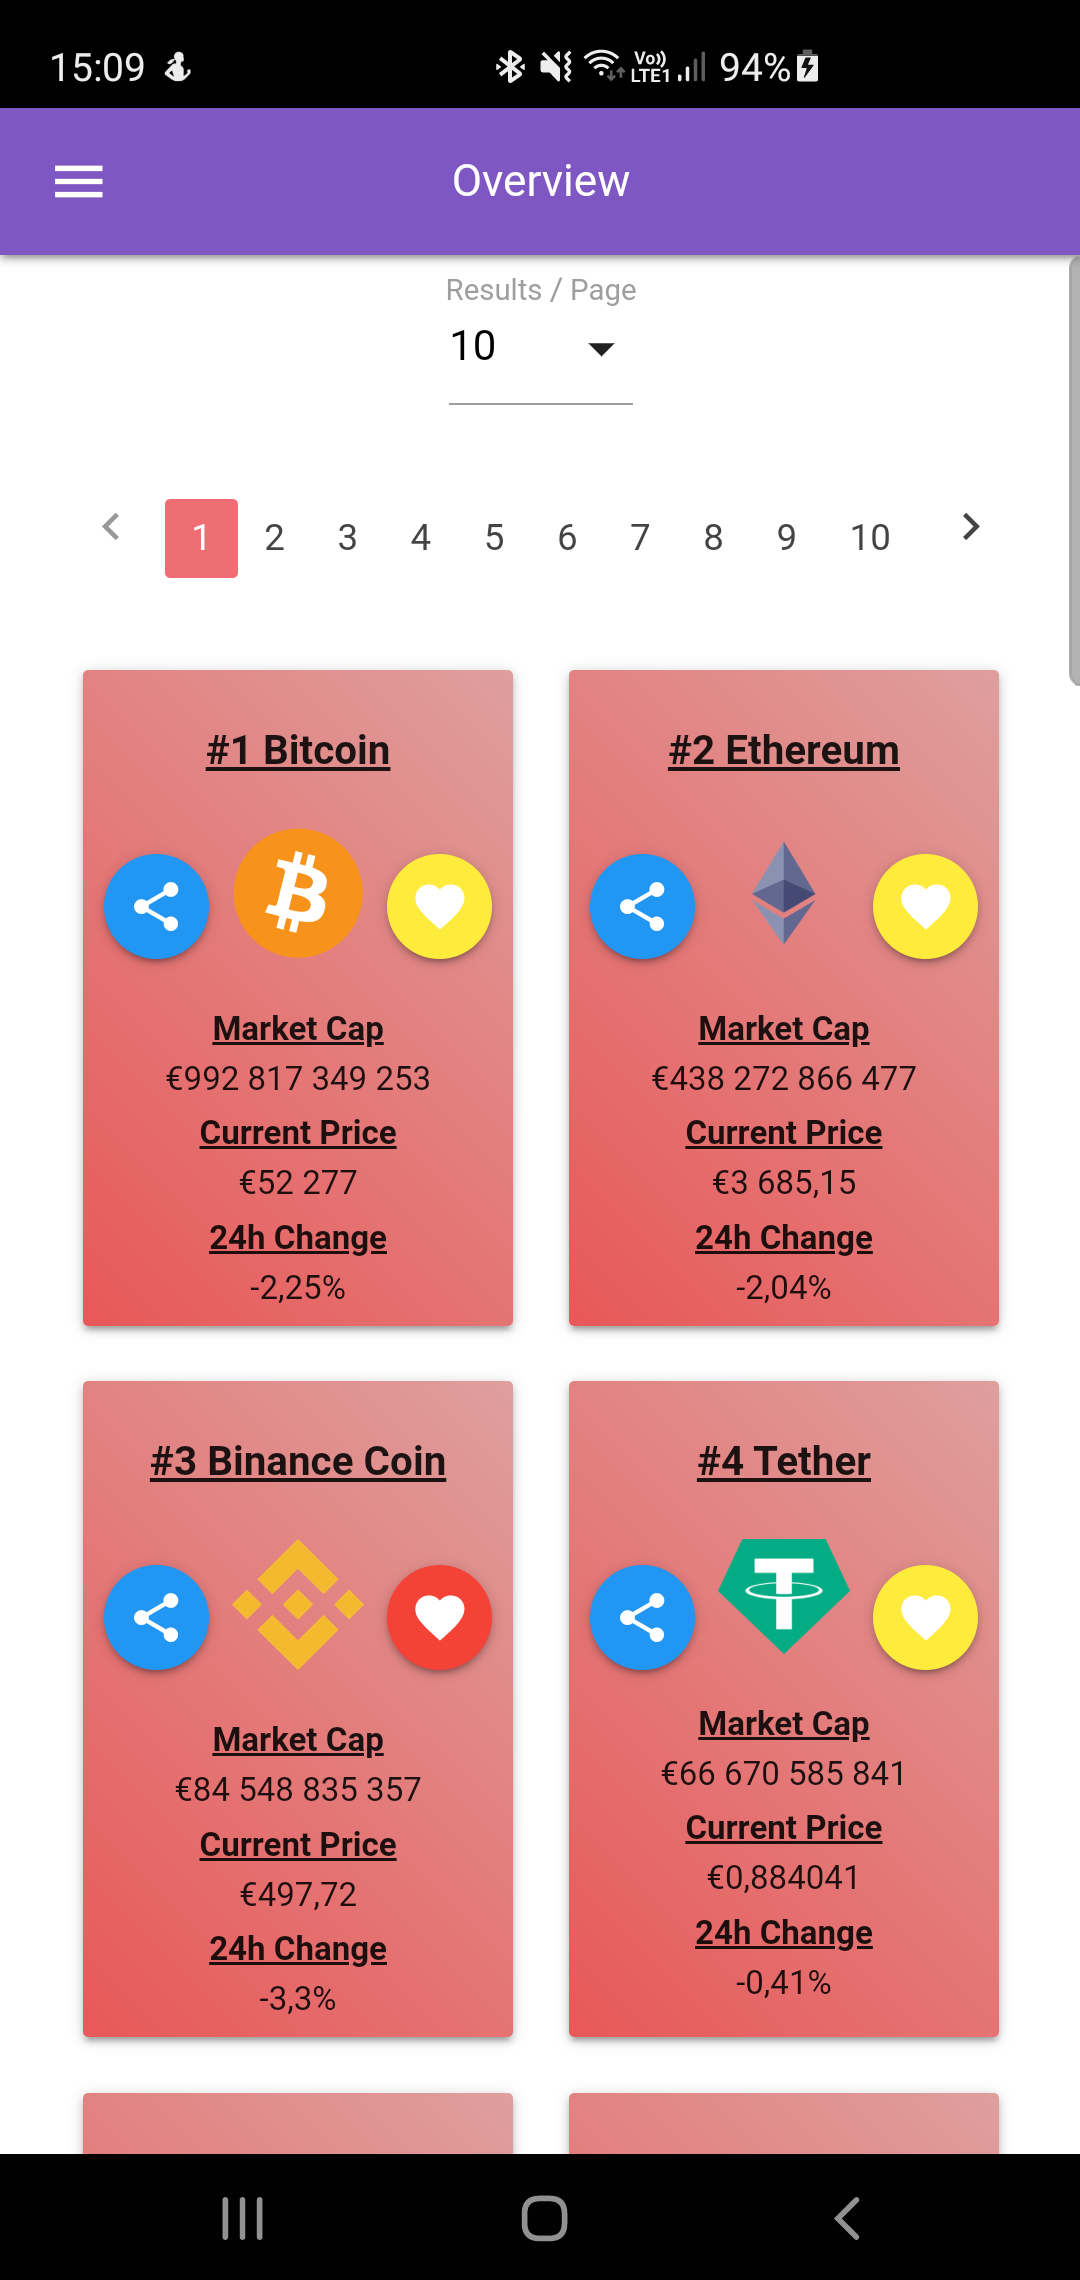 15:09 Vo)) LTE1 94%
Overview
Results / Page
10
1 2 3 4 5 6 7 8 9 10
#1 Bitcoin
Market Cap
€992 817 349 253
Current Price
€52 277
24h Change
-2,25%
#2 Ethereum
Market Cap
€438 272 866 477
Current Price
€3 685,15
24h Change
-2,04%
#3 Binance Coin
Market Cap
€84 548 835 357
Current Price
€497,72
24h Change
-3,3%
#4 Tether
Market Cap
€66 670 585 841
Current Price
€0,884041
24h Change
-0,41%